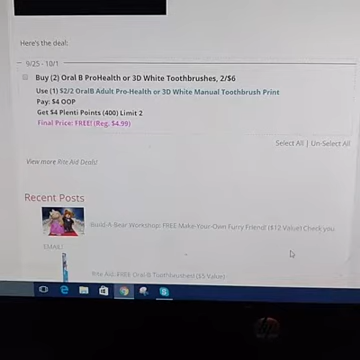 Here's the deal:
9/25 - 10/1
Buy (2) Oral B ProHealth or 3D White Toothbrushes, 2/$6
Use (1) $2/2 OralB Adult Pro-Health or 3D White Manual Toothbrush Print
Pay: $4 OOP
Get $4 Plenti Points (400) Limit 2
Final Price: FREE! (Reg. $4.99)
Select All | Un-Select All
View more Rite Aid Deals!
Recent Posts
Build-A-Bear Workshop: FREE Make-Your-Own Furry Friend! ($12 Value) Check you
Rite Aid: FREE Oral B Toothbrushes! ($5 Value)
hp